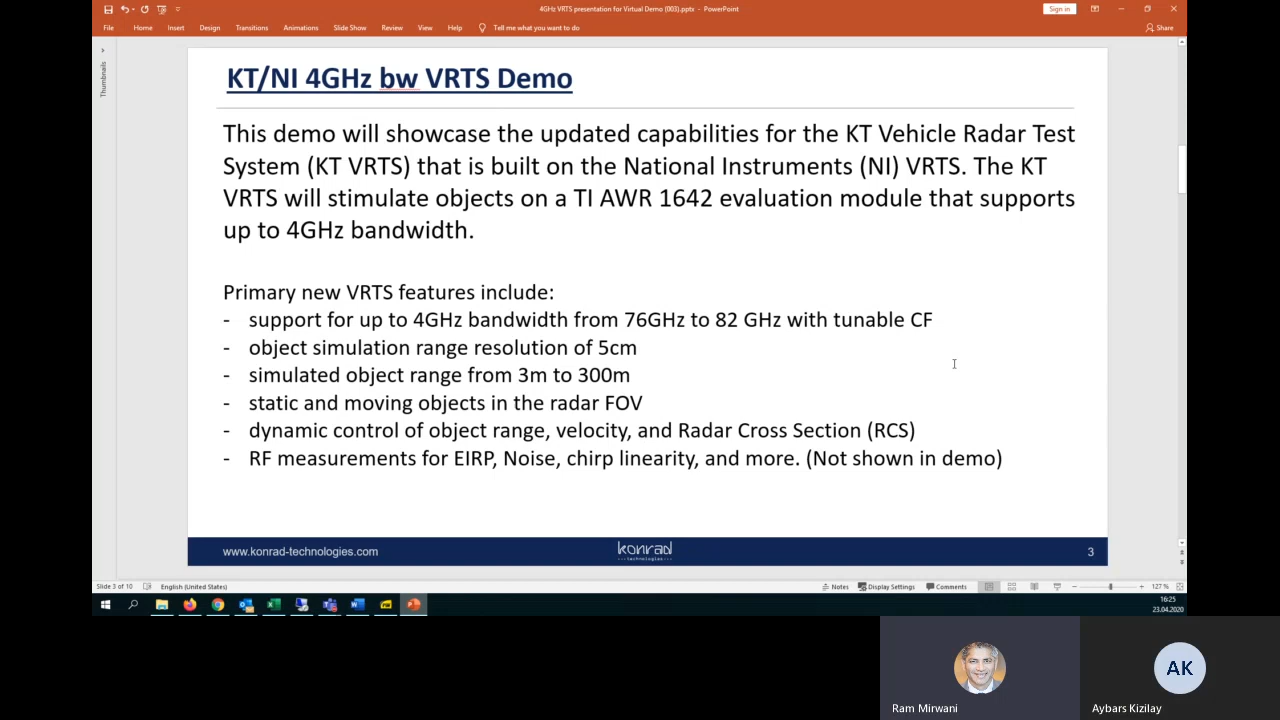 4GHz VRTS presentation for Virtual Demo (003).pptx - PowerPoint
Sign in
File Home Insert Design Transitions Animations Slide Show Review View Help Tell me what you want to do
Share
Thumbnails
KT/NI 4GHz bw VRTS Demo
This demo will showcase the updated capabilities for the KT Vehicle Radar Test
System (KT VRTS) that is built on the National Instruments (NI) VRTS. The KT
VRTS will stimulate objects on a TI AWR 1642 evaluation module that supports
up to 4GHz bandwidth.
Primary new VRTS features include:
- support for up to 4GHz bandwidth from 76GHz to 82 GHz with tunable CF
- object simulation range resolution of 5cm
- simulated object range from 3m to 300m
- static and moving objects in the radar FOV
- dynamic control of object range, velocity, and Radar Cross Section (RCS)
- RF measurements for EIRP, Noise, chirp linearity, and more. (Not shown in demo)
www.konrad-technologies.com
konrad
technologies
3
Slide 3 of 10
English (United States)
Notes Display Settings Comments
127 %
16:25
23.04.2020
AK
Ram Mirwani
Aybars Kizilay